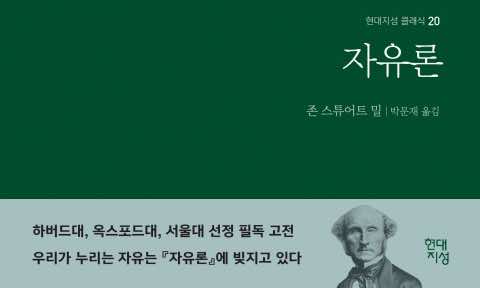 현대지성 클래식 20
자유론
존 스튜어트 밀 | 박문재 옮김
하버드대, 옥스포드대, 서울대 선정 필독 고전
우리가 누리는 자유는 『자유론』에 빚지고 있다
현대
지성